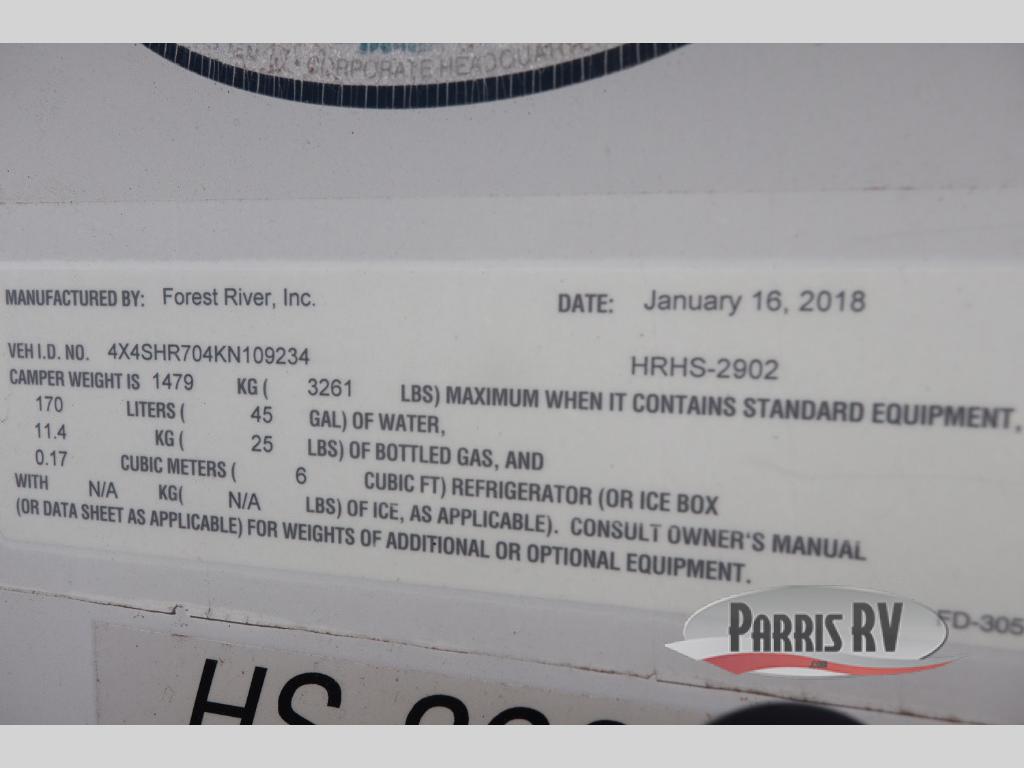 CORPORATE HEADQUAR
MANUFACTURED BY: Forest River, Inc. DATE: January 16, 2018
VEH I.D. NO. 4X4SHR704KN109234 HRHS-2902
CAMPER WEIGHT IS 1479 KG ( 3261 LBS) MAXIMUM WHEN IT CONTAINS STANDARD EQUIPMENT,
170 LITERS ( 45 GAL) OF WATER,
11.4 KG ( 25 LBS) OF BOTTLED GAS, AND
0.17 CUBIC METERS ( 6 CUBIC FT) REFRIGERATOR (OR ICE BOX
WITH N/A KG( N/A LBS) OF ICE, AS APPLICABLE). CONSULT OWNER'S MANUAL
(OR DATA SHEET AS APPLICABLE) FOR WEIGHTS OF ADDITIONAL OR OPTIONAL EQUIPMENT.
FD-305
PARRIS RV
.com
HS